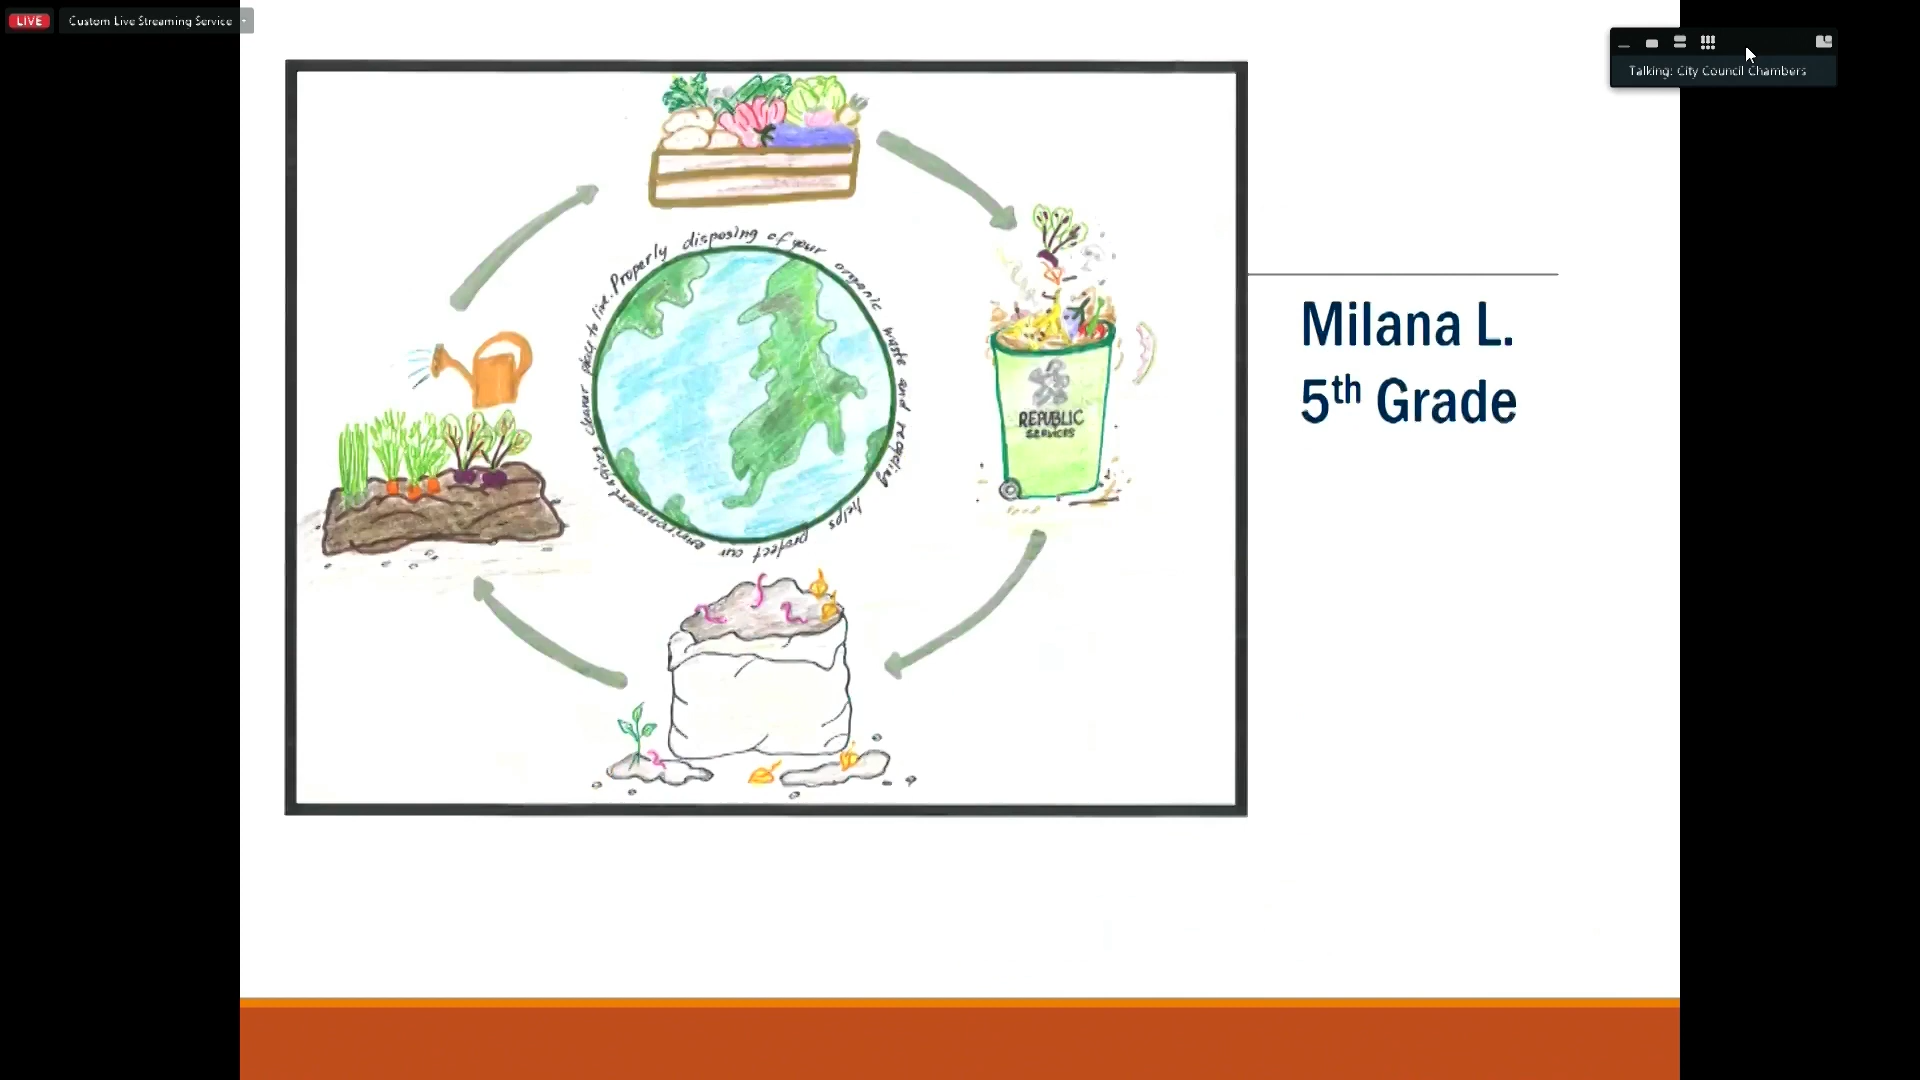 LIVE
Custom Live Streaming Service
Talking: City Council Chambers
Properly disposing of your organic waste and recycling helps protect our environment cleaner place to live.
REPUBLIC
SERVICES
Milana L.
5th Grade